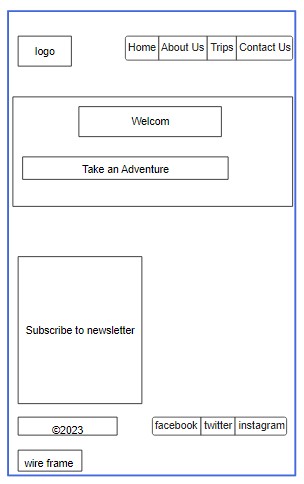 logo
Home About Us Trips Contact Us
Welcom
Take an Adventure
Subscribe to newsletter
©2023
facebook twitter instagram
wire frame